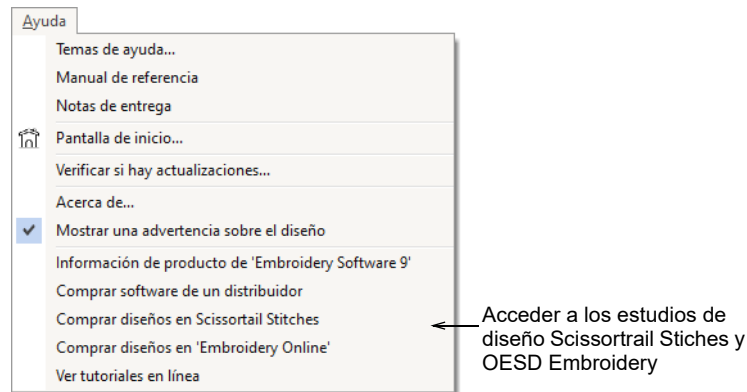 Ayuda
Temas de ayuda...
Manual de referencia
Notas de entrega
Pantalla de inicio...
Verificar si hay actualizaciones...
Acerca de...
Mostrar una advertencia sobre el diseño
Información de producto de 'Embroidery Software 9'
Comprar software de un distribuidor
Comprar diseños en Scissortail Stitches
Comprar diseños en 'Embroidery Online'
Ver tutoriales en línea
Acceder a los estudios de
diseño Scissortrail Stiches y
OESD Embroidery